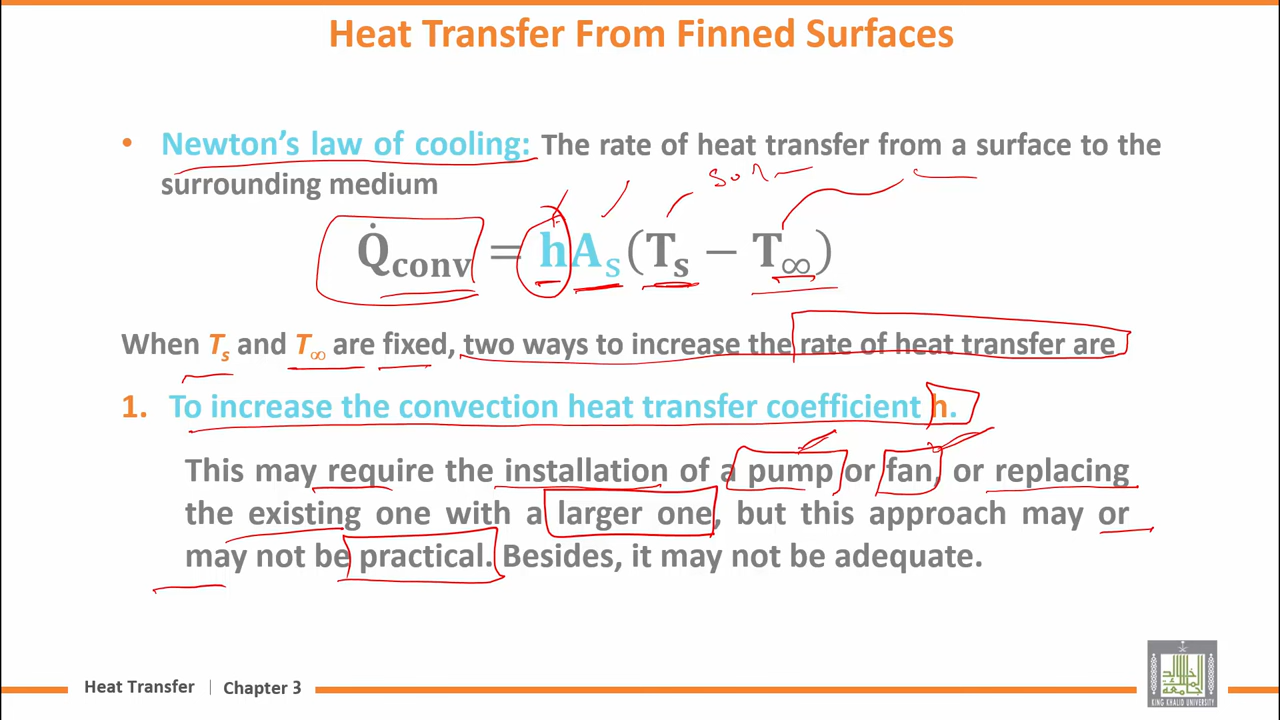 Heat Transfer From Finned Surfaces
• Newton's law of cooling: The rate of heat transfer from a surface to the
surrounding medium
Q̇conv = hAs(Ts − T∞)
When Ts and T∞ are fixed, two ways to increase the rate of heat transfer are
1. To increase the convection heat transfer coefficient h.
This may require the installation of a pump or fan, or replacing
the existing one with a larger one, but this approach may or
may not be practical. Besides, it may not be adequate.
Heat Transfer | Chapter 3
KING KHALID UNIVERSITY